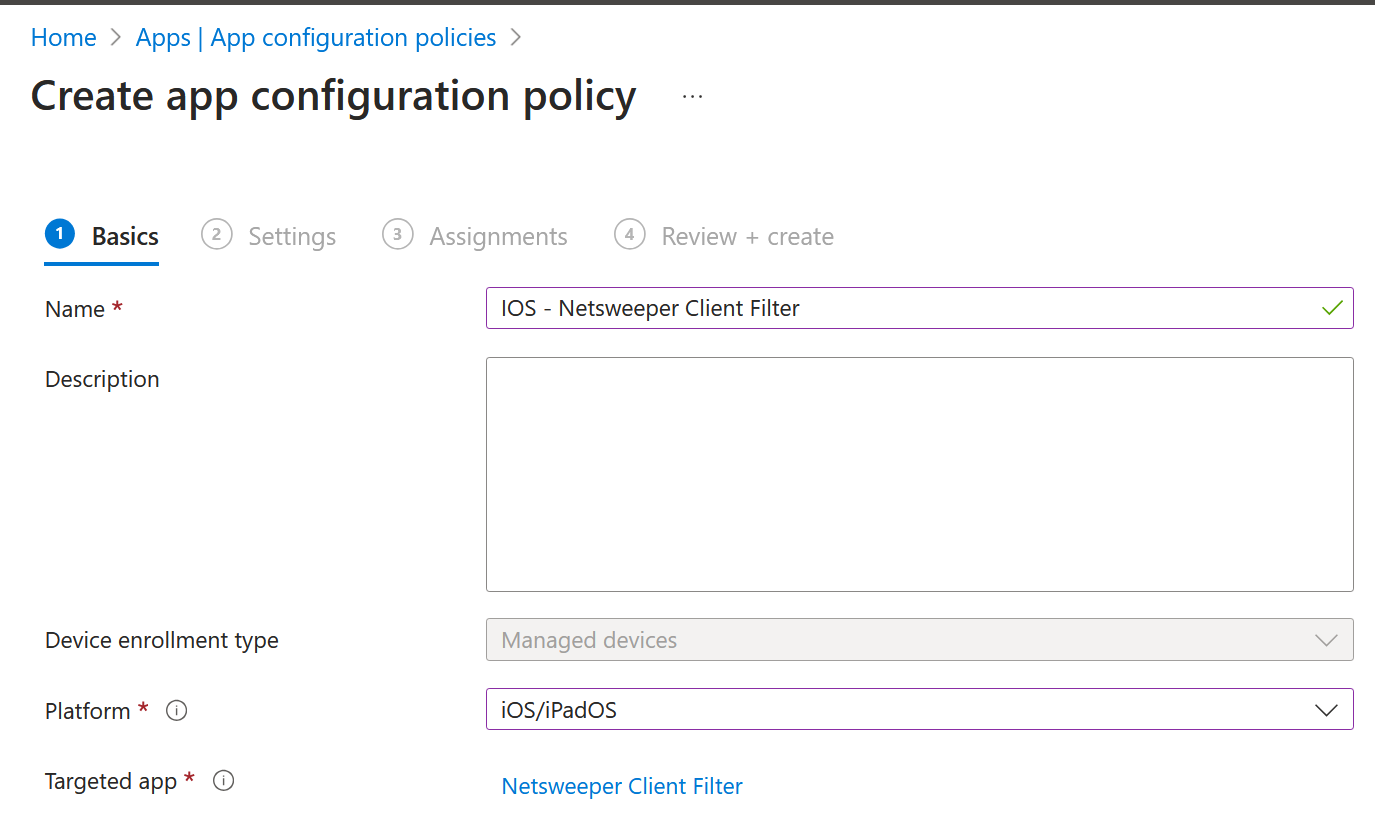 Home > Apps | App configuration policies >
Create app configuration policy ...
1 Basics 2 Settings 3 Assignments 4 Review + create
Name * IOS - Netsweeper Client Filter
Description
Device enrollment type Managed devices
Platform * iOS/iPadOS
Targeted app * Netsweeper Client Filter